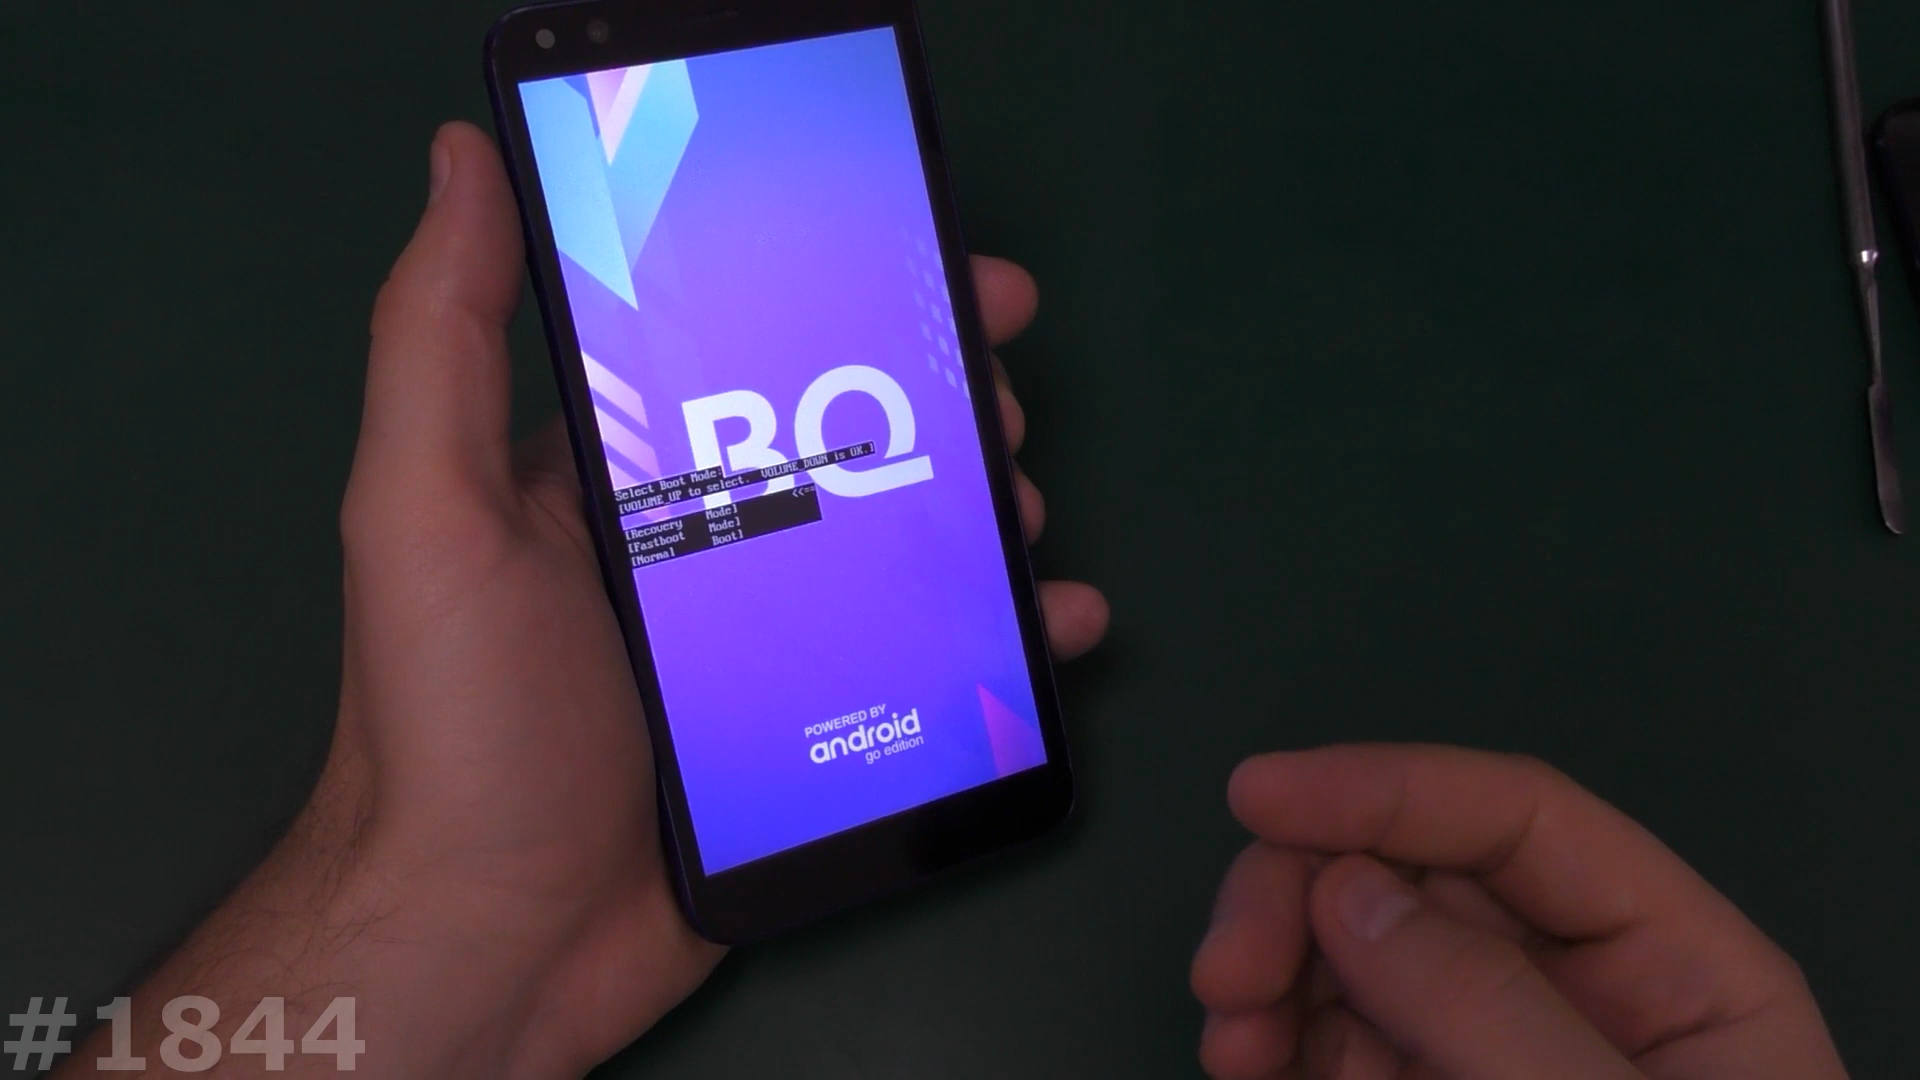 BQ
Select Boot Mode:
[VOLUME_UP to select.  VOLUME_DOWN is OK.]
[Recovery    Mode]    <<==
[Fastboot    Mode]
[Normal      Boot]
POWERED BY
android
go edition
#1844